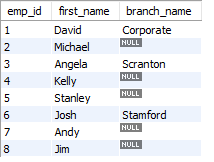 emp_id first_name branch_name
1 David Corporate
2 Michael NULL
3 Angela Scranton
4 Kelly NULL
5 Stanley NULL
6 Josh Stamford
7 Andy NULL
8 Jim NULL